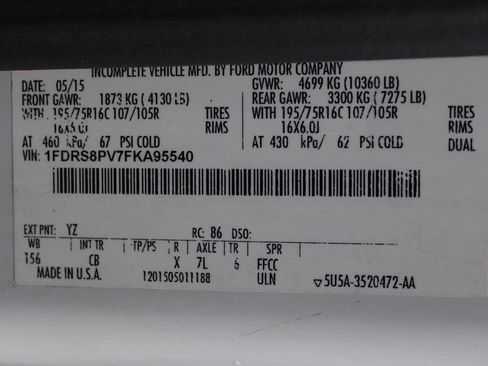 INCOMPLETE VEHICLE MFD. BY FORD MOTOR COMPANY
DATE: 05/15 GVWR: 4699 KG (10360 LB)
FRONT GAWR: 1873 KG ( 4130 LB) REAR GAWR: 3300 KG ( 7275 LB)
WITH 195/75R16C 107/105R TIRES WITH 195/75R16C 107/105R TIRES
16X6.0J RIMS 16X6.0J RIMS
AT 460 kPa/ 67 PSI COLD AT 430 kPa/ 62 PSI COLD DUAL
VIN: 1FDRS8PV7FKA95540
EXT PNT: YZ RC: 86 DSO:
WB INT TR TP/PS R AXLE TR SPR
156 CB X 7L 6 FFCC
MADE IN U.S.A. 1201505011188 ULN ▽5U5A-3520472-AA